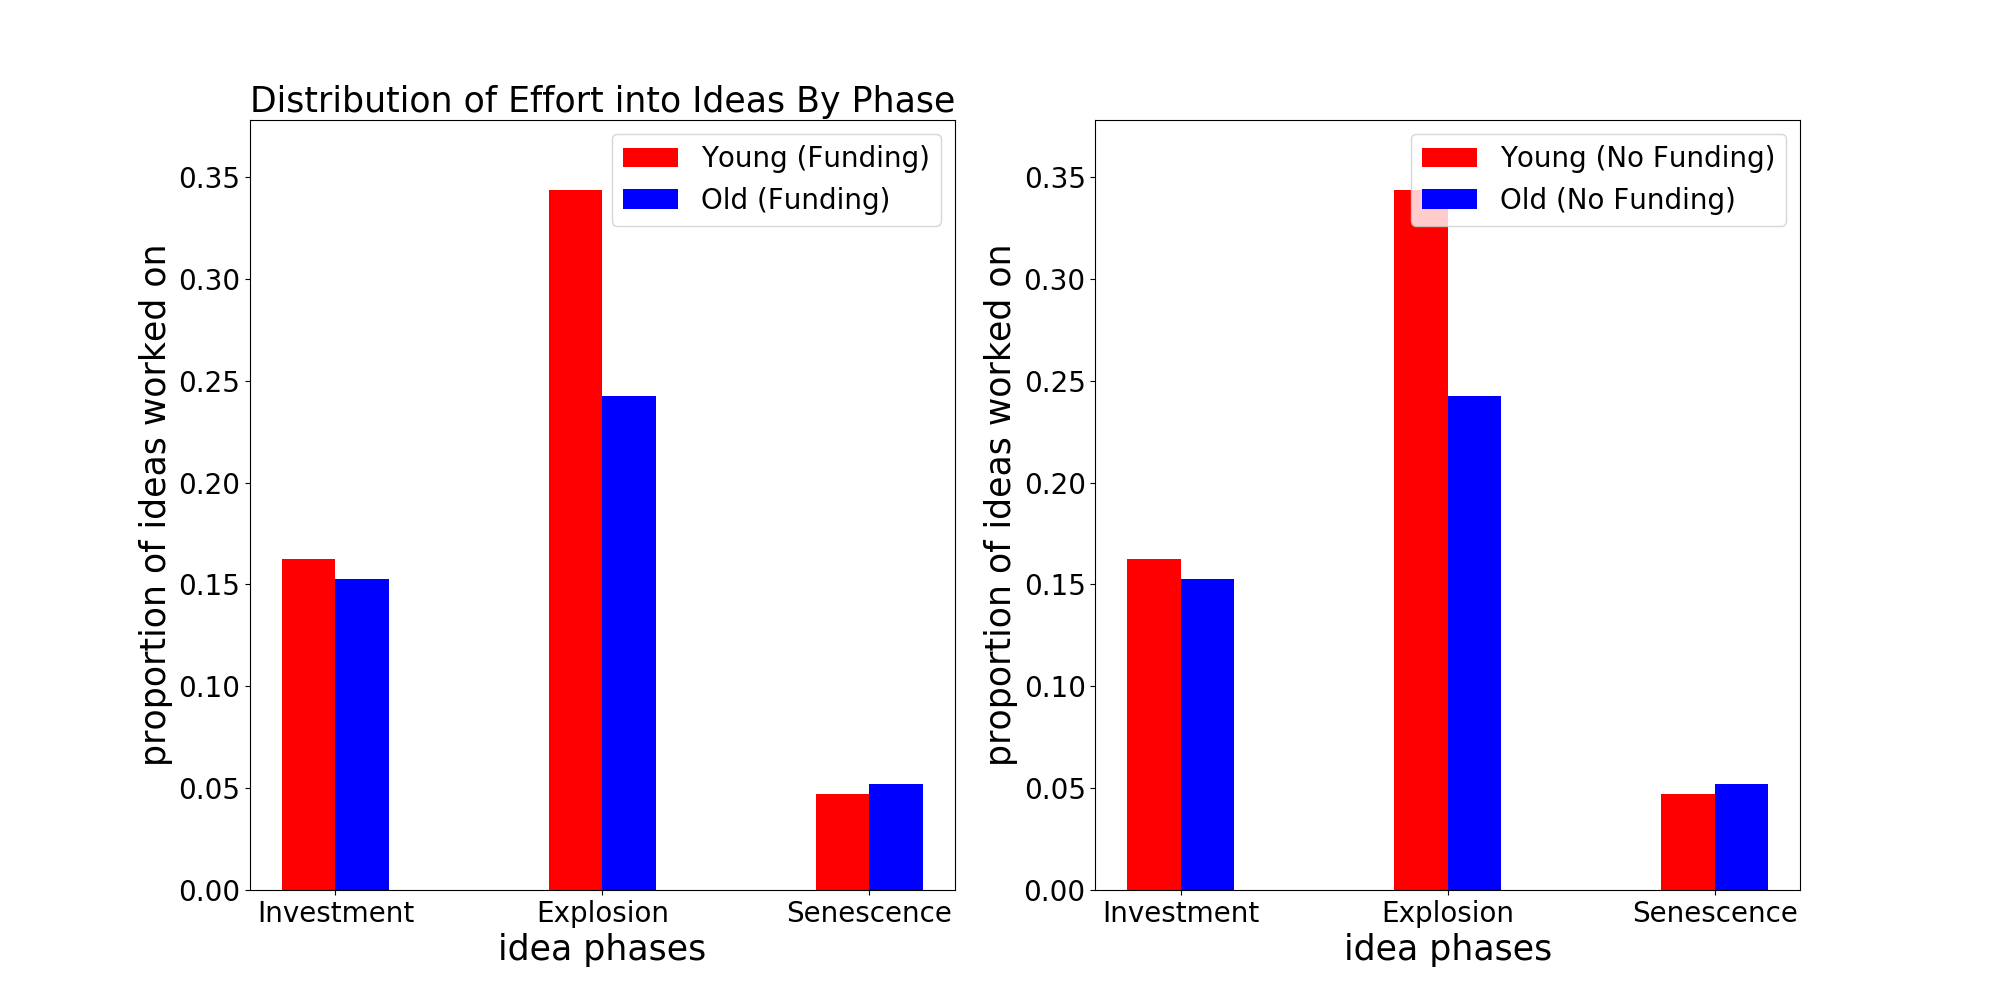 Distribution of Effort into Ideas By Phase
Young (Funding)
Old (Funding)
0.35
0.30
0.25
0.20
0.15
0.10
0.05
0.00
proportion of ideas worked on
Investment Explosion Senescence
idea phases
Young (No Funding)
Old (No Funding)
0.35
0.30
0.25
0.20
0.15
0.10
0.05
0.00
proportion of ideas worked on
Investment Explosion Senescence
idea phases